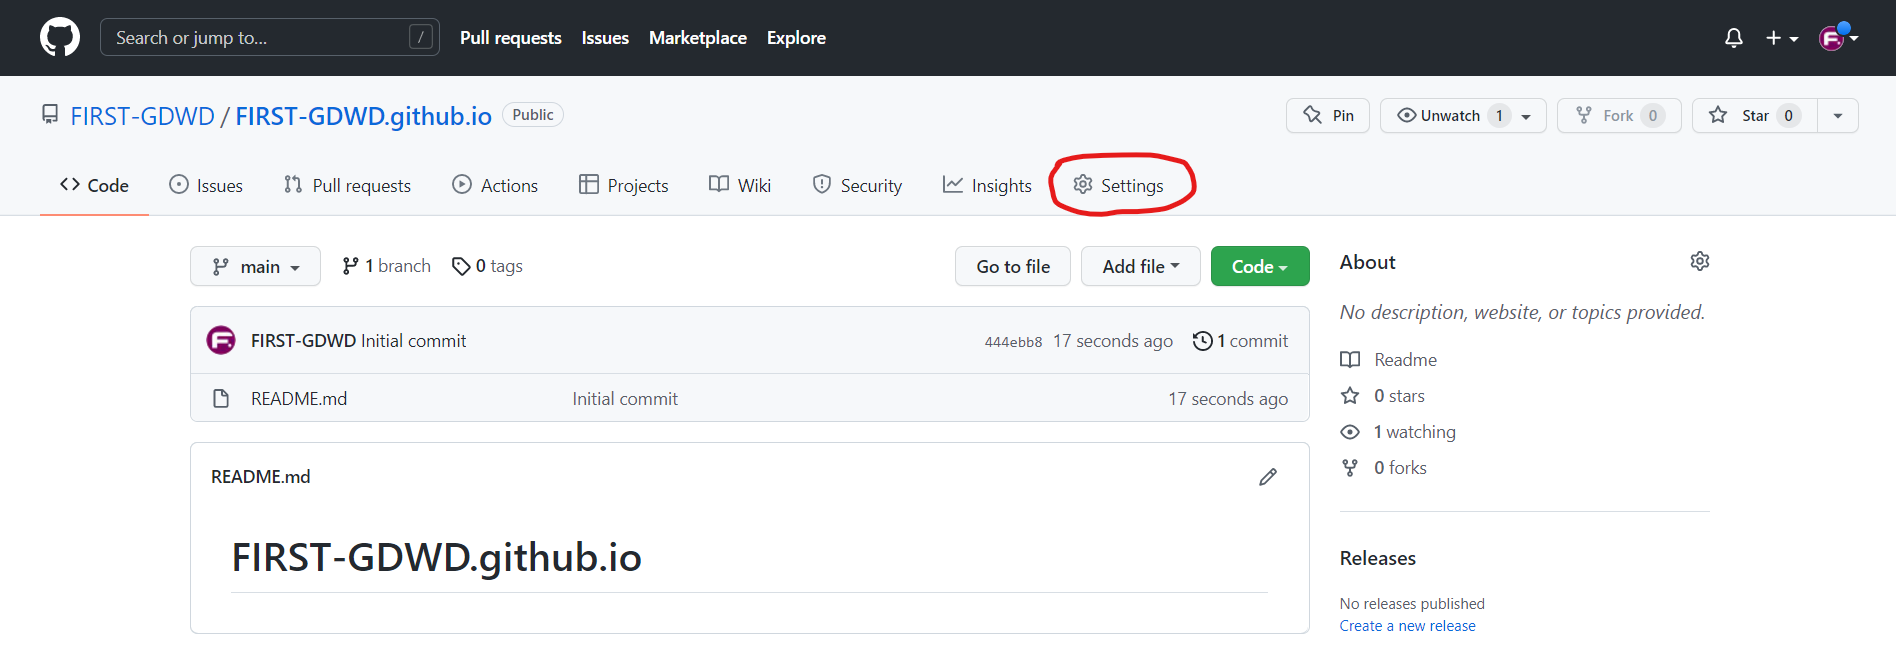 Search or jump to... / Pull requests Issues Marketplace Explore
FIRST-GDWD / FIRST-GDWD.github.io Public Pin Unwatch 1 Fork 0 Star 0
Code Issues Pull requests Actions Projects Wiki Security Insights Settings
main 1 branch 0 tags Go to file Add file Code
FIRST-GDWD Initial commit 444ebb8 17 seconds ago 1 commit
README.md Initial commit 17 seconds ago
README.md
FIRST-GDWD.github.io
About
No description, website, or topics provided.
Readme
0 stars
1 watching
0 forks
Releases
No releases published
Create a new release